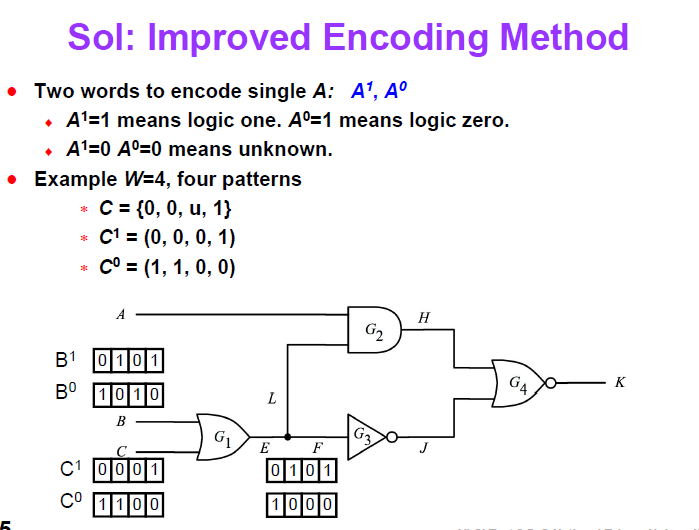 Sol: Improved Encoding Method
Two words to encode single A: A¹, A⁰
A¹=1 means logic one. A⁰=1 means logic zero.
A¹=0 A⁰=0 means unknown.
Example W=4, four patterns
* C = {0, 0, u, 1}
* C¹ = (0, 0, 0, 1)
* C⁰ = (1, 1, 0, 0)
A
G₂
H
B¹ 0 1 0 1
B⁰ 1 0 1 0
G₄
K
L
B
G₁
G₃
C
E
F
J
C¹ 0 0 0 1
0 1 0 1
C⁰ 1 1 0 0
1 0 0 0